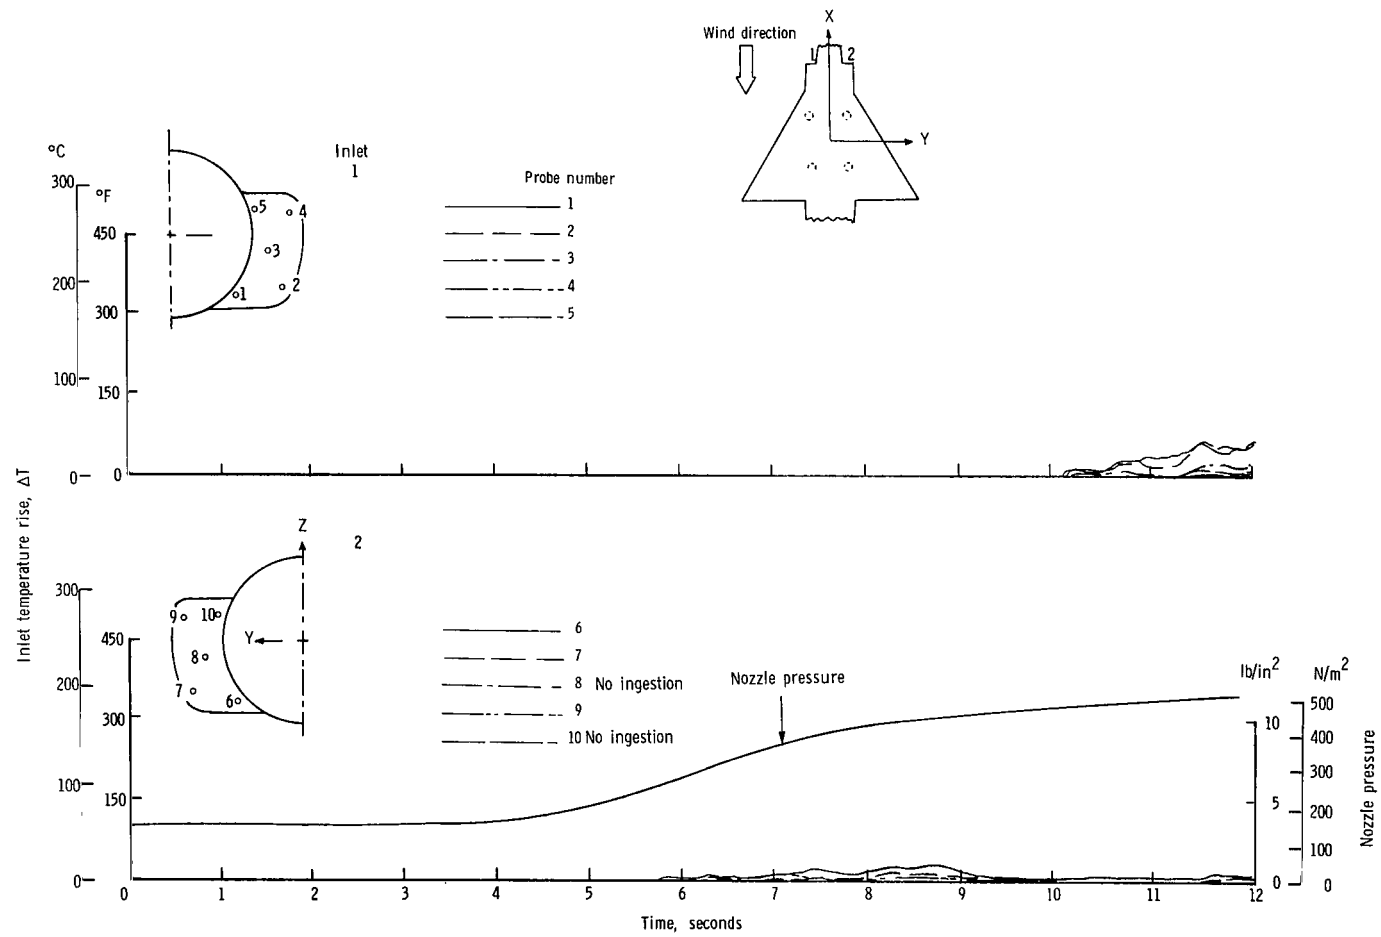 X
Wind direction
1 2
Y
°C
Inlet
1
300
°F
Probe number
5 4
1
450
2
3
3
200
4
1 2
300
5
100
150
0
0
Inlet temperature rise, ΔT
Z
2
300
9 10
6
450
Y
8
7
lb/in²
N/m²
200
7
8 No ingestion
Nozzle pressure
6
9
500
300
10
10 No ingestion
400
300
100
150
5
200
Nozzle pressure
100
0
0
0
0 1 2 3 4 5 6 7 8 9 10 11 12
Time, seconds